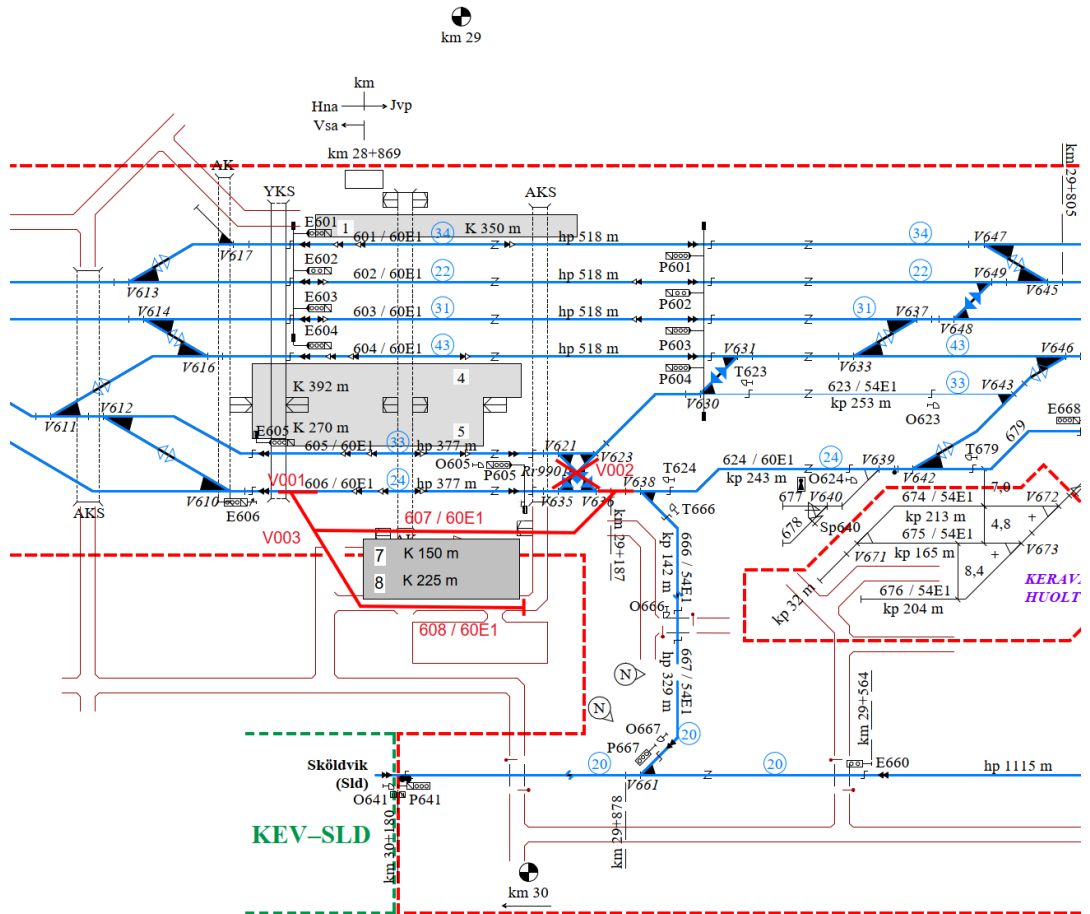 km 29
km
Hna
Jvp
Vsa
km 28+869
km 29+805
AK
YKS
AKS
E601
1
K 350 m
V617
601 / 60E1
34
hp 518 m
34
V647
E602
P601
602 / 60E1
22
hp 518 m
22
V649
V613
V645
E603
P602
V614
603 / 60E1
31
hp 518 m
31
V637
V648
E604
P603
V631
604 / 60E1
43
hp 518 m
43
V646
V616
V633
P604
T623
K 392 m
4
623 / 54E1
33
V643
V630
kp 253 m
O623
E668
V611
V612
K 270 m
5
E605
679
605 / 60E1
33
hp 377 m
V621
V623
O605
P605
Rr990
V002
T624
624 / 60E1
24
V639
T679
V001
606 / 60E1
24
hp 377 m
V635
V636
V638
kp 243 m
O624
V642
V610
E606
AKS
677
V640
674 / 54E1
7,0
V672
607 / 60E1
T666
678
Sp640
kp 213 m
4,8
V003
km 29+187
675 / 54E1
V671
kp 165 m
V673
7
K 150 m
666 / 54E1
kp 142 m
8,4
8
K 225 m
676 / 54E1
kp 204 m
kp 32 m
KERAVA
HUOLT
608 / 60E1
O666
667 / 54E1
hp 329 m
N
N
km 29+564
O667
P667
20
Sköldvik
(Sld)
20
20
E660
hp 1115 m
O641
P641
V661
KEV–SLD
km 30+180
km 29+878
km 30